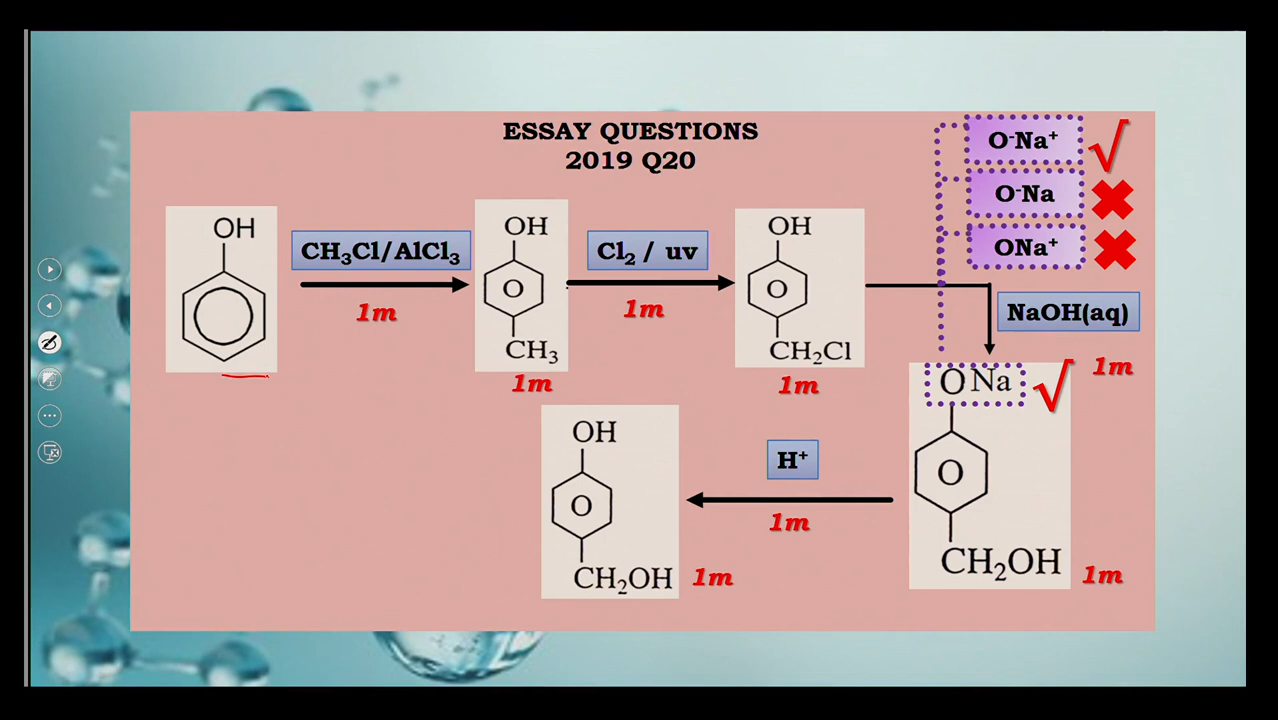 ESSAY QUESTIONS
2019 Q20
O⁻Na⁺
O⁻Na
ONa⁺
OH
CH₃Cl/AlCl₃
1m
OH
O
CH₃
1m
Cl₂ / uv
1m
OH
O
CH₂Cl
1m
NaOH(aq)
1m
ONa
O
CH₂OH
1m
H⁺
1m
OH
O
CH₂OH
1m